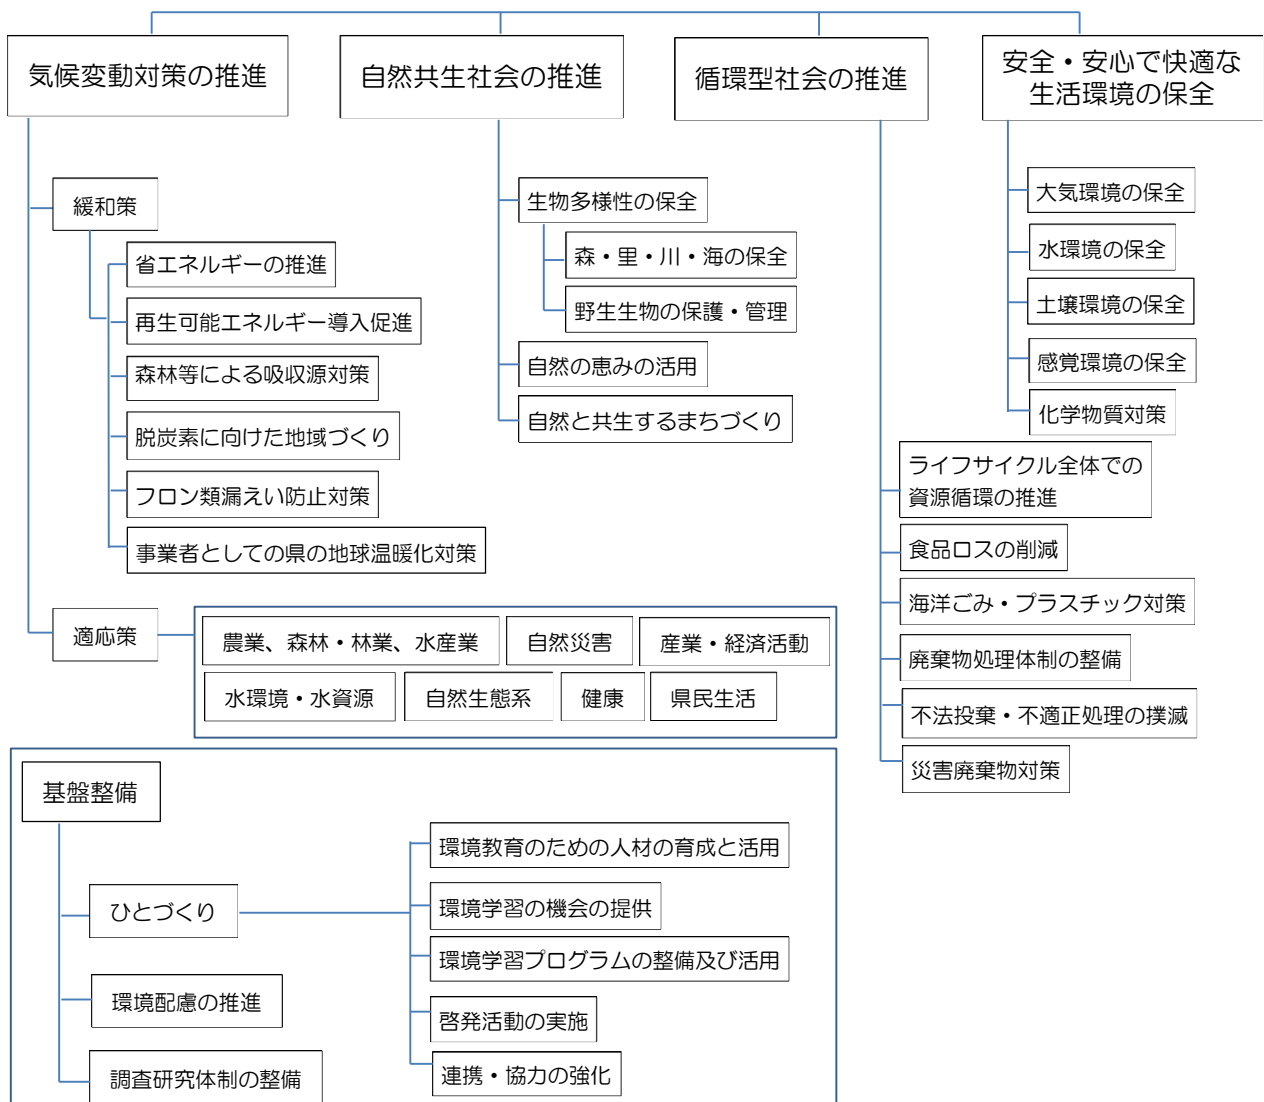 気候変動対策の推進
緩和策
省エネルギーの推進
再生可能エネルギー導入促進
森林等による吸収源対策
脱炭素に向けた地域づくり
フロン類漏えい防止対策
事業者としての県の地球温暖化対策
適応策
農業、森林・林業、水産業
自然災害
産業・経済活動
水環境・水資源
自然生態系
健康
県民生活
自然共生社会の推進
生物多様性の保全
森・里・川・海の保全
野生生物の保護・管理
自然の恵みの活用
自然と共生するまちづくり
循環型社会の推進
ライフサイクル全体での
資源循環の推進
食品ロスの削減
海洋ごみ・プラスチック対策
廃棄物処理体制の整備
不法投棄・不適正処理の撲滅
災害廃棄物対策
安全・安心で快適な
生活環境の保全
大気環境の保全
水環境の保全
土壌環境の保全
感覚環境の保全
化学物質対策
基盤整備
ひとづくり
環境教育のための人材の育成と活用
環境学習の機会の提供
環境学習プログラムの整備及び活用
啓発活動の実施
連携・協力の強化
環境配慮の推進
調査研究体制の整備